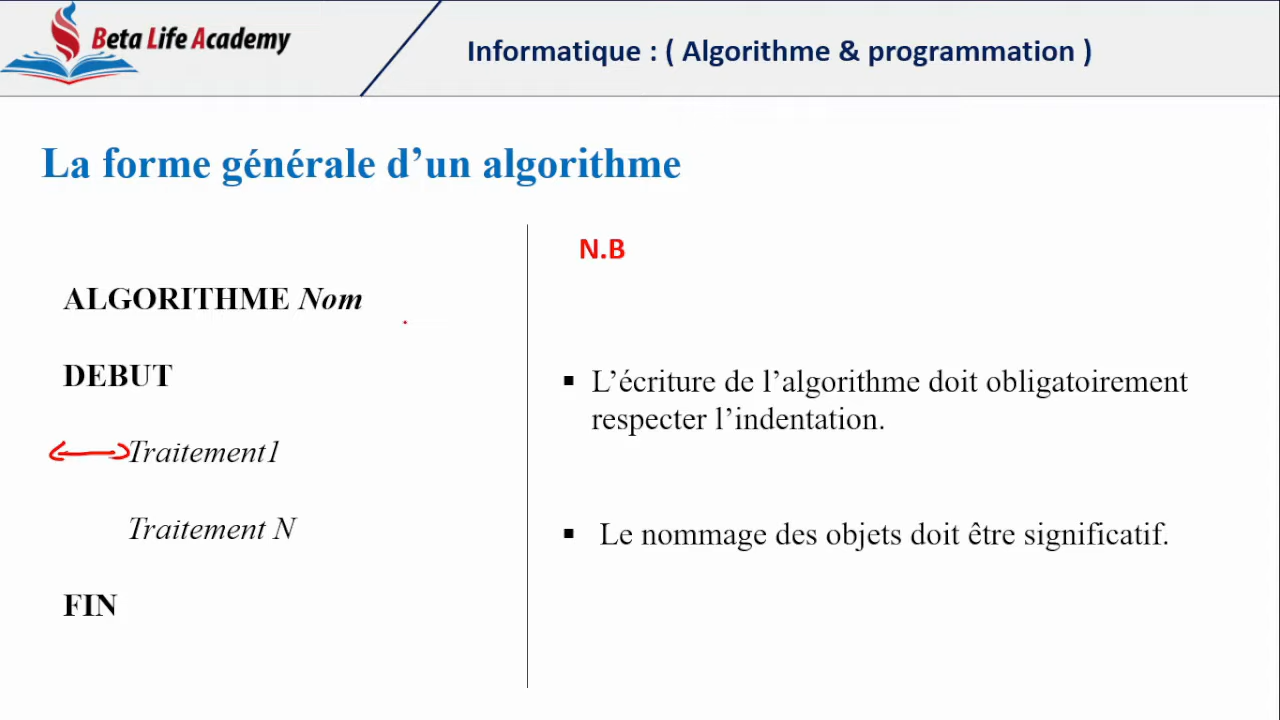 Beta Life Academy
Informatique : ( Algorithme & programmation )
La forme générale d’un algorithme
ALGORITHME Nom
DEBUT
Traitement1
Traitement N
FIN
N.B
▪ L’écriture de l’algorithme doit obligatoirement
respecter l’indentation.
▪ Le nommage des objets doit être significatif.